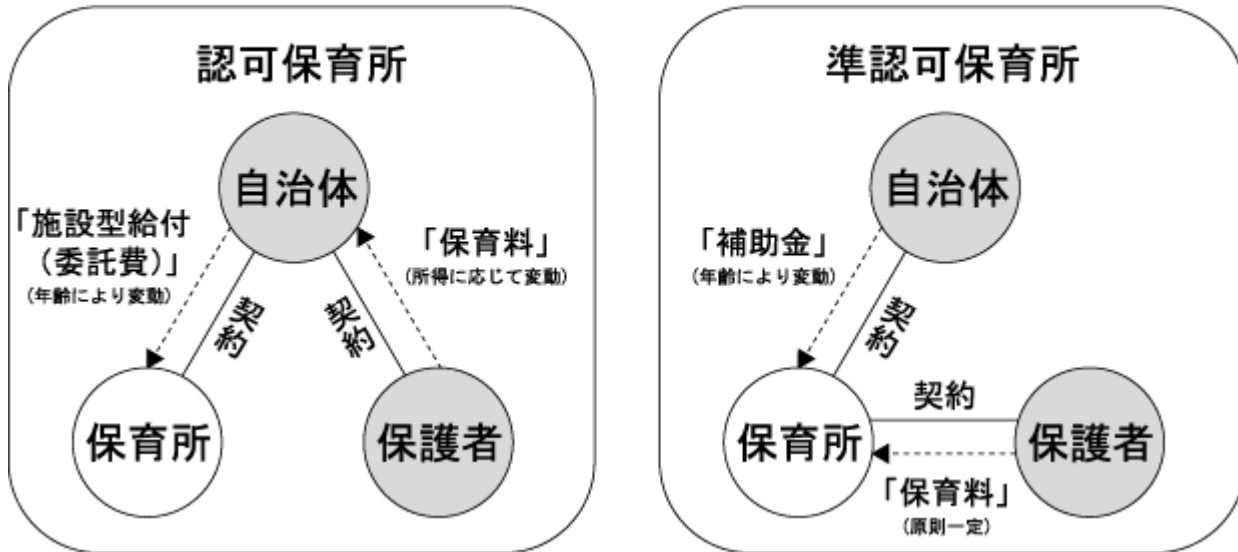 認可保育所
自治体
「施設型給付
（委託費）」
（年齢により変動）
「保育料」
（所得に応じて変動）
契約
契約
保育所
保護者
準認可保育所
自治体
「補助金」
（年齢により変動）
契約
契約
保育所
保護者
「保育料」
（原則一定）